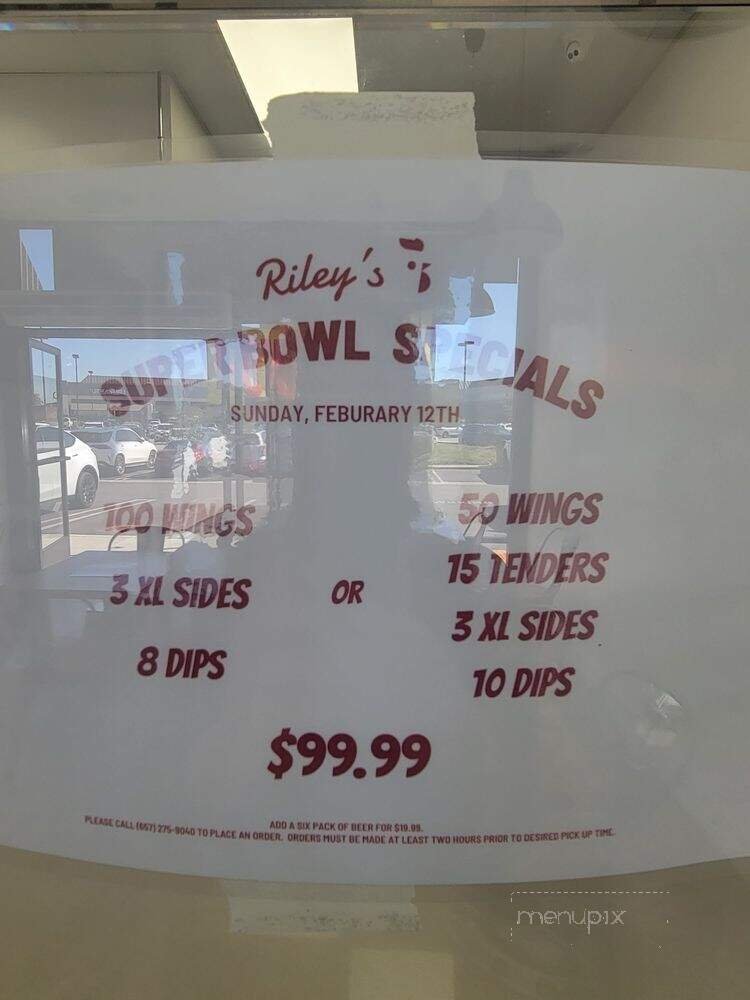 Riley's
SUPER BOWL SPECIALS
SUNDAY, FEBURARY 12TH
100 WINGS
3 XL SIDES
8 DIPS
OR
50 WINGS
15 TENDERS
3 XL SIDES
10 DIPS
$99.99
ADD A SIX PACK OF BEER FOR $19.99.
PLEASE CALL (657) 275-9040 TO PLACE AN ORDER. ORDERS MUST BE MADE AT LEAST TWO HOURS PRIOR TO DESIRED PICK UP TIME.
menupix